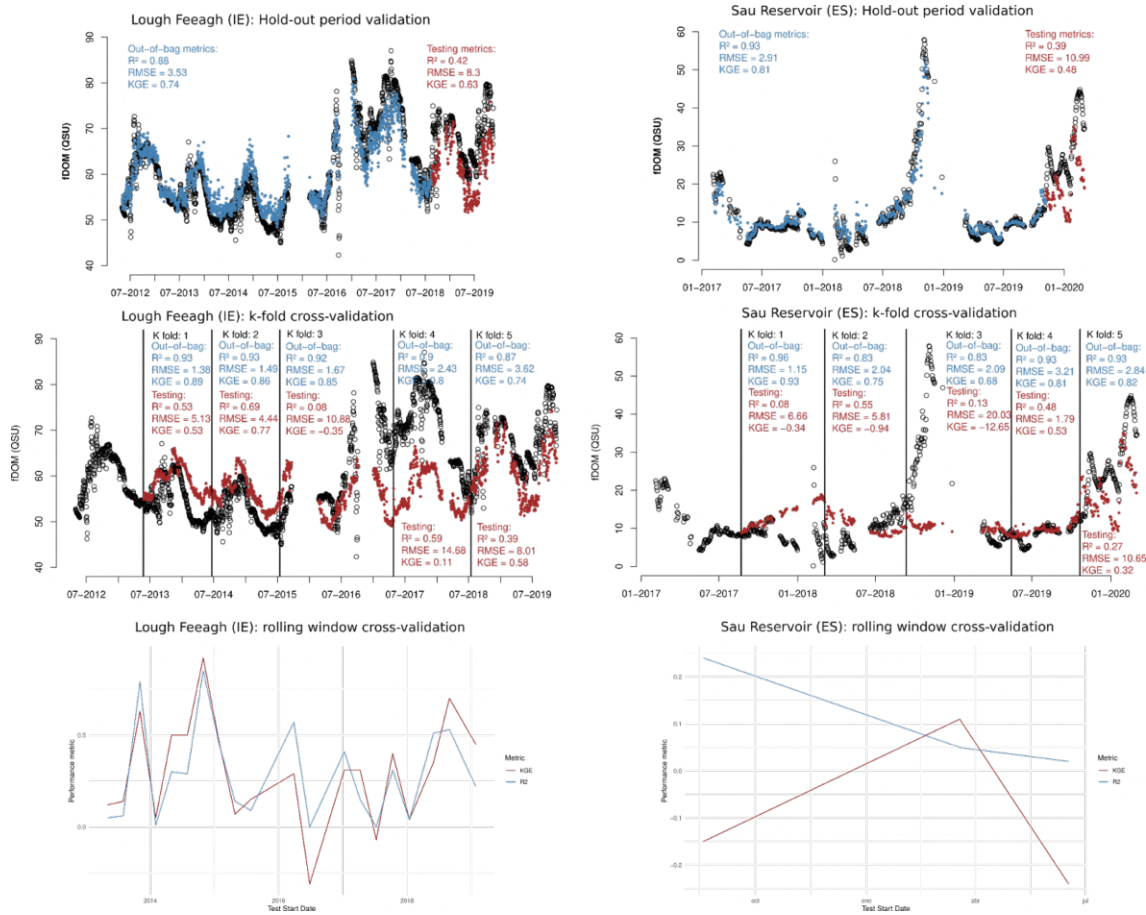 Lough Feeagh (IE): Hold-out period validation
Out-of-bag metrics:
R² = 0.88
RMSE = 3.53
KGE = 0.74
Testing metrics:
R² = 0.42
RMSE = 8.3
KGE = 0.63
fDOM (QSU)
90
80
70
60
50
40
07-2012
07-2013
07-2014
07-2015
07-2016
07-2017
07-2018
07-2019
Sau Reservoir (ES): Hold-out period validation
Out-of-bag metrics:
R² = 0.93
RMSE = 2.91
KGE = 0.81
Testing metrics:
R² = 0.39
RMSE = 10.99
KGE = 0.48
fDOM (QSU)
60
50
40
30
20
10
0
01-2017
07-2017
01-2018
07-2018
01-2019
07-2019
01-2020
Lough Feeagh (IE): k-fold cross-validation
K fold: 1
Out-of-bag:
R² = 0.93
RMSE = 1.38
KGE = 0.89
Testing:
R² = 0.53
RMSE = 5.13
KGE = 0.53
K fold: 2
Out-of-bag:
R² = 0.93
RMSE = 1.49
KGE = 0.86
Testing:
R² = 0.69
RMSE = 4.44
KGE = 0.77
K fold: 3
Out-of-bag:
R² = 0.92
RMSE = 1.67
KGE = 0.85
Testing:
R² = 0.08
RMSE = 10.88
KGE = −0.35
K fold: 4
Out-of-bag:
RMSE = 2.43
Testing:
R² = 0.59
RMSE = 14.68
KGE = 0.11
K fold: 5
Out-of-bag:
R² = 0.87
RMSE = 3.62
KGE = 0.74
Testing:
R² = 0.39
RMSE = 8.01
KGE = 0.58
fDOM (QSU)
90
80
70
60
50
40
07-2012
07-2013
07-2014
07-2015
07-2016
07-2017
07-2018
07-2019
Sau Reservoir (ES): k-fold cross-validation
K fold: 1
Out-of-bag:
R² = 0.96
RMSE = 1.15
KGE = 0.93
Testing:
R² = 0.08
RMSE = 6.66
KGE = −0.34
K fold: 2
Out-of-bag:
R² = 0.83
RMSE = 2.04
KGE = 0.75
Testing:
R² = 0.55
RMSE = 5.81
KGE = −0.94
K fold: 3
Out-of-bag:
R² = 0.83
RMSE = 2.09
KGE = 0.68
Testing:
R² = 0.13
RMSE = 20.03
KGE = −12.65
K fold: 4
Out-of-bag:
R² = 0.93
RMSE = 3.21
KGE = 0.81
Testing:
R² = 0.48
RMSE = 1.79
KGE = 0.53
K fold: 5
Out-of-bag:
R² = 0.93
RMSE = 2.84
KGE = 0.82
Testing:
R² = 0.27
RMSE = 10.65
KGE = 0.32
fDOM (QSU)
60
50
40
30
20
10
0
01-2017
07-2017
01-2018
07-2018
01-2019
07-2019
01-2020
Lough Feeagh (IE): rolling window cross-validation
Performance metric
0.5
0.0
2014
2016
2018
Test Start Date
Metric
KGE
R2
Sau Reservoir (ES): rolling window cross-validation
Performance metric
0.2
0.1
0.0
−0.1
−0.2
oct
ene
abr
jul
Test Start Date
Metric
KGE
R2